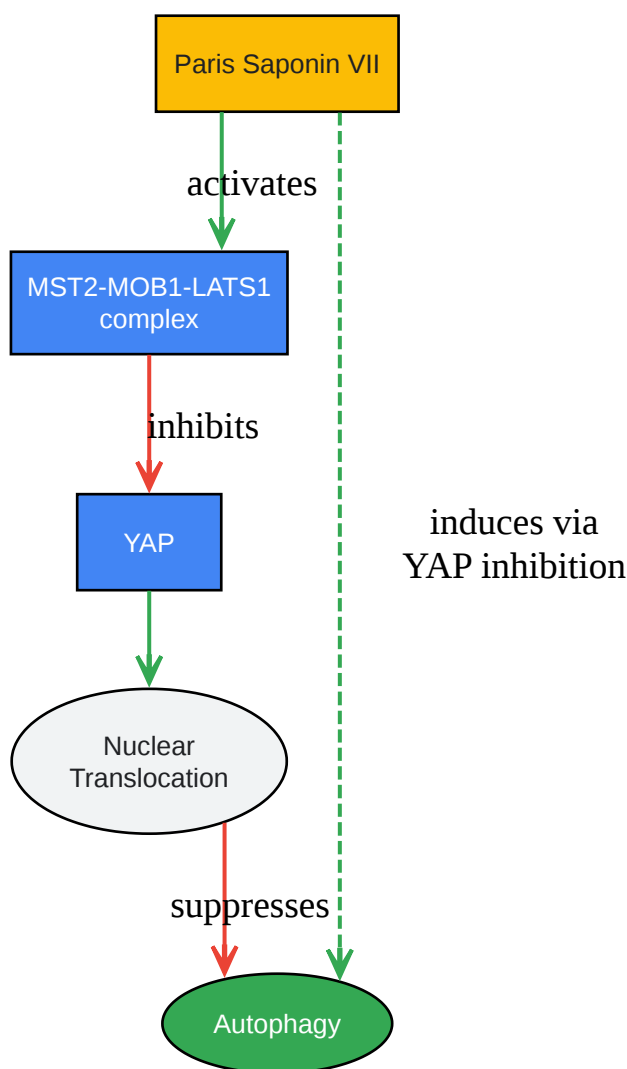 Paris Saponin VII
activates
MST2-MOB1-LATS1
complex
inhibits
YAP
induces via
YAP inhibition
Nuclear
Translocation
suppresses
Autophagy